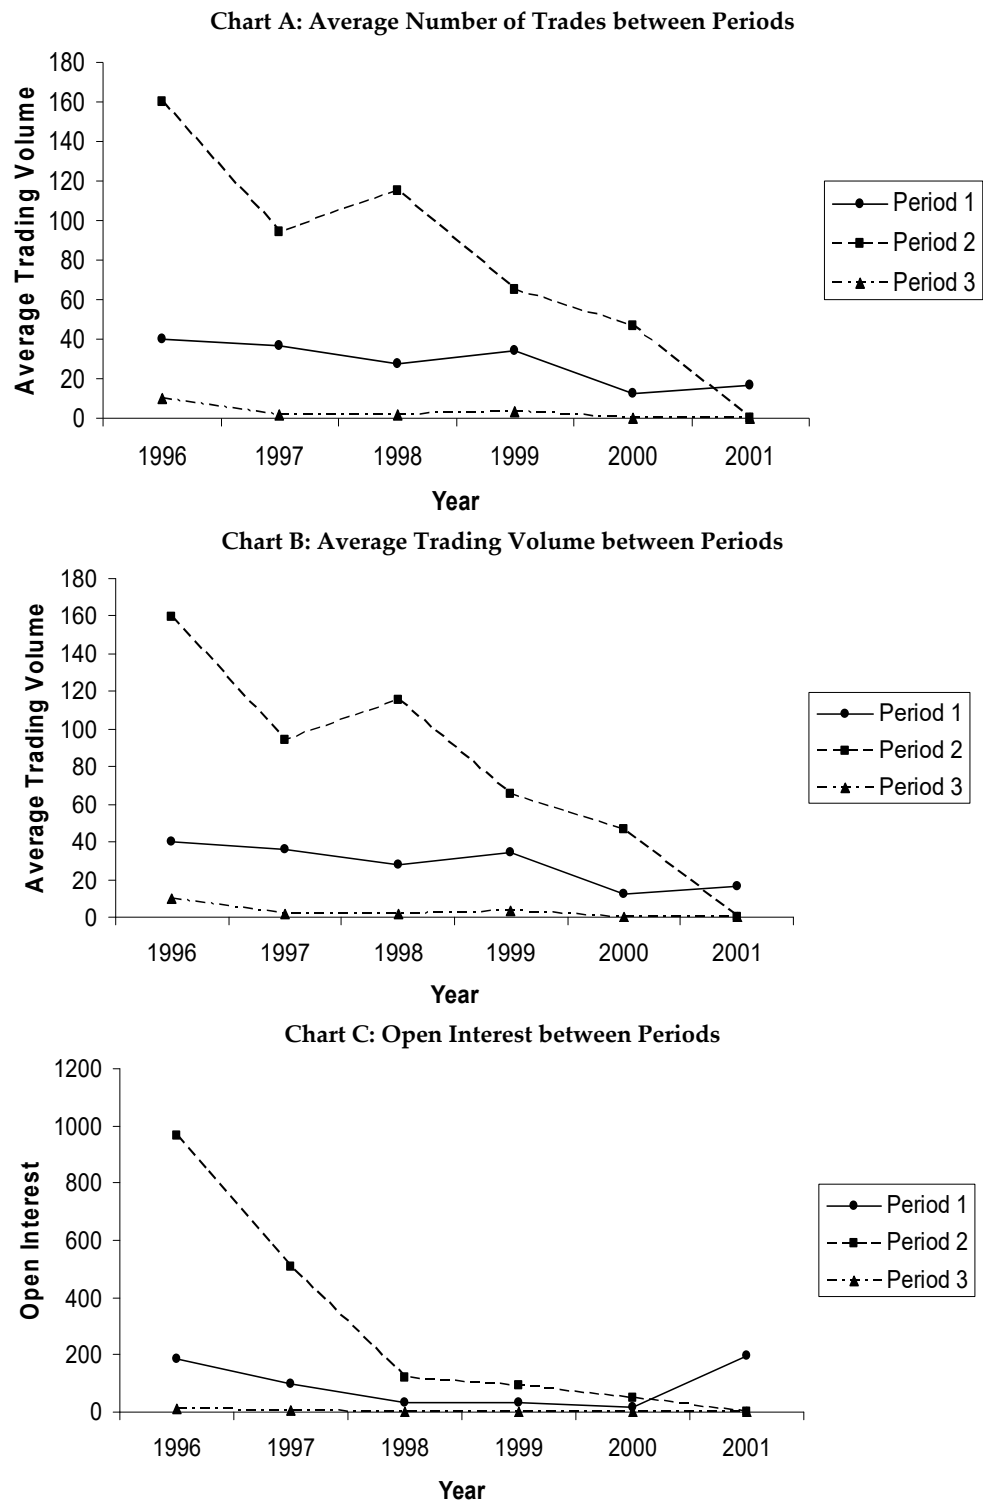 Chart A: Average Number of Trades between Periods
180
160
140
120
100
80
60
40
20
0
Average Trading Volume
1996 1997 1998 1999 2000 2001
Year
Period 1
Period 2
Period 3
Chart B: Average Trading Volume between Periods
180
160
140
120
100
80
60
40
20
0
Average Trading Volume
1996 1997 1998 1999 2000 2001
Year
Period 1
Period 2
Period 3
Chart C: Open Interest between Periods
1200
1000
800
600
400
200
0
Open Interest
1996 1997 1998 1999 2000 2001
Year
Period 1
Period 2
Period 3